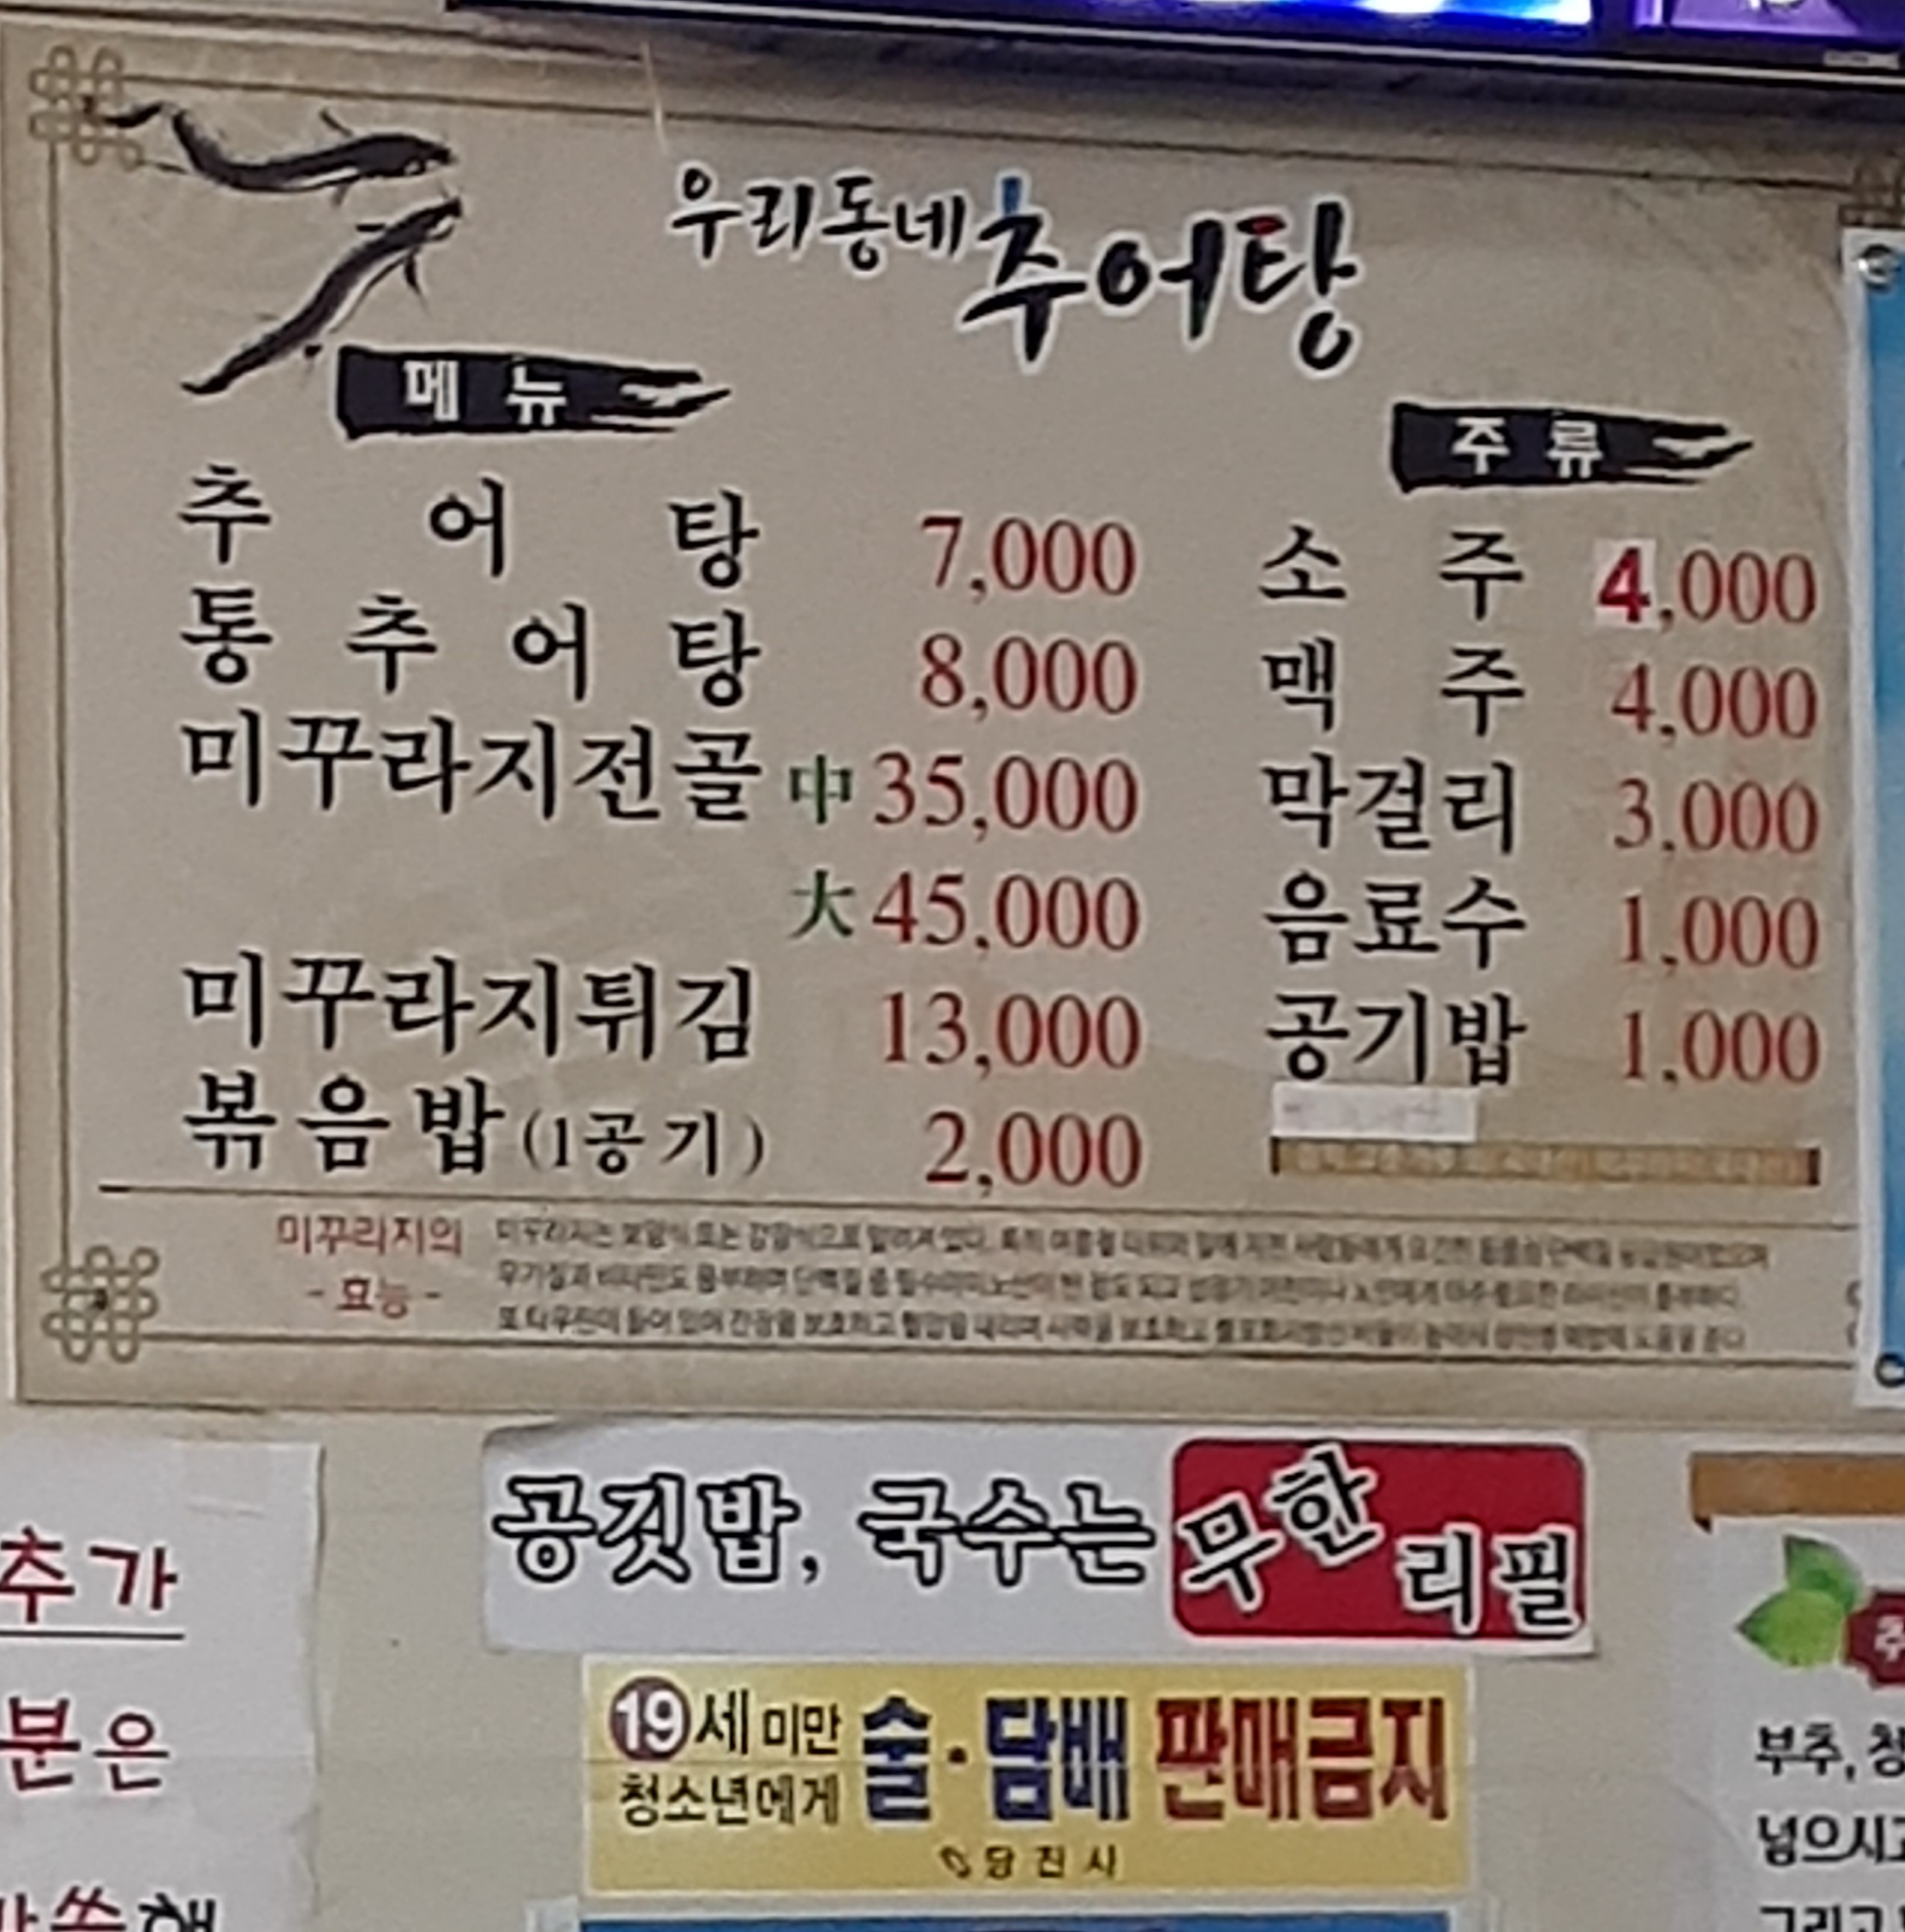 우리동네 추어탕
메뉴
추어탕 7,000
통추어탕 8,000
미꾸라지전골 中 35,000
大 45,000
미꾸라지튀김 13,000
볶음밥 (1공기) 2,000
주류
소주 4,000
맥주 4,000
막걸리 3,000
음료수 1,000
공기밥 1,000
미꾸라지의
- 효능 -
공깃밥, 국수는 무한 리필
19세 미만
청소년에게
술·담배 판매금지
당진시
추가
분은
부추,
넣으시고
그리고